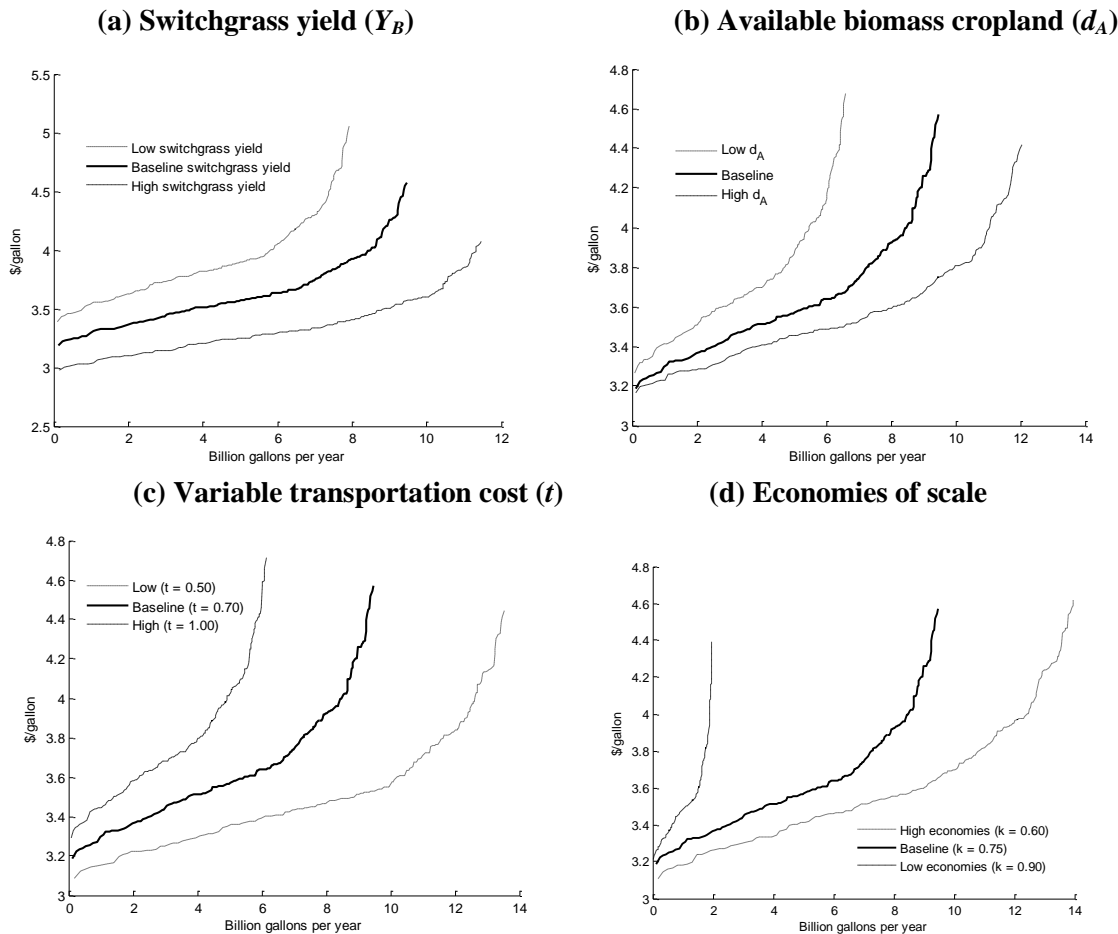 (a) Switchgrass yield (Y_B)
5.5
5
4.5
4
3.5
3
2.5
$/gallon
Low switchgrass yield
Baseline switchgrass yield
High switchgrass yield
0 2 4 6 8 10 12
Billion gallons per year
(b) Available biomass cropland (d_A)
4.8
4.6
4.4
4.2
4
3.8
3.6
3.4
3.2
3
$/gallon
Low d_A
Baseline
High d_A
0 2 4 6 8 10 12 14
Billion gallons per year
(c) Variable transportation cost (t)
4.8
4.6
4.4
4.2
4
3.8
3.6
3.4
3.2
3
$/gallon
Low (t = 0.50)
Baseline (t = 0.70)
High (t = 1.00)
0 2 4 6 8 10 12 14
Billion gallons per year
(d) Economies of scale
4.8
4.6
4.4
4.2
4
3.8
3.6
3.4
3.2
3
$/gallon
High economies (k = 0.60)
Baseline (k = 0.75)
Low economies (k = 0.90)
0 2 4 6 8 10 12 14
Billion gallons per year